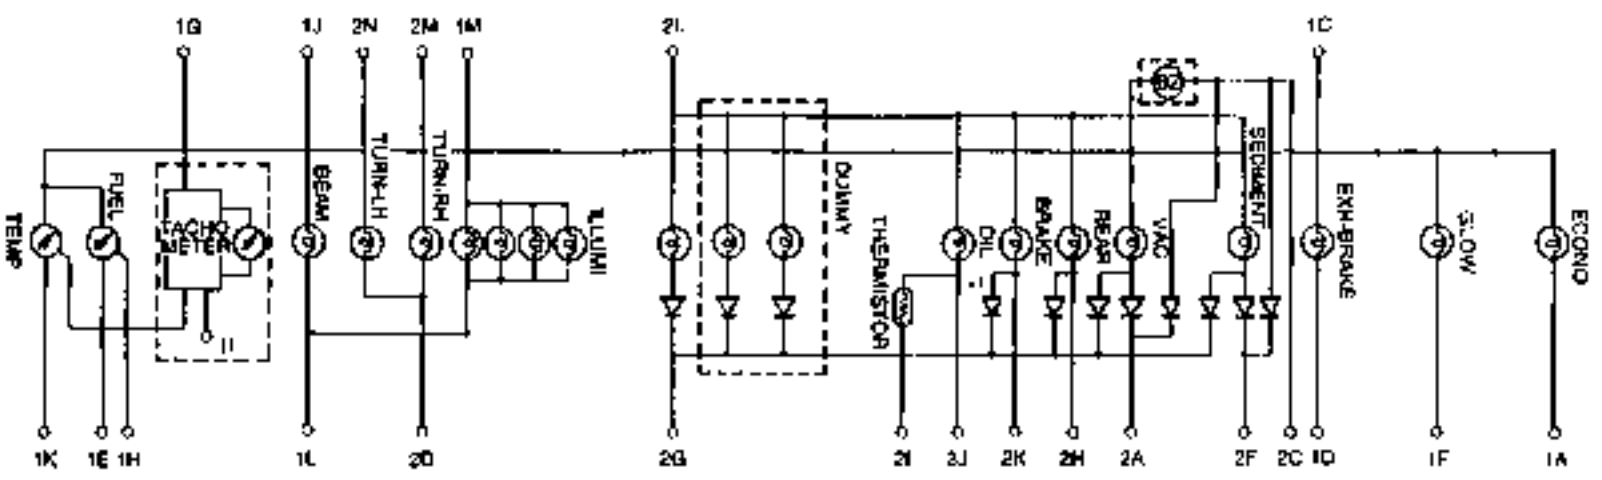 1G
1J
2N
2M
1M
2L
1C
TEMP
FUEL
TACHO
METER
BEAM
TURN-LH
TURN-RH
ILLUMI
DUMMY
THERMISTOR
OIL
BRAKE
REAR
VAC
SEDIMENT
EXH-BRAKE
GLOW
ECONO
BZ
1K
1E
1H
1L
2D
2G
2I
2J
2K
2H
2A
2F
2C
1D
1F
1A